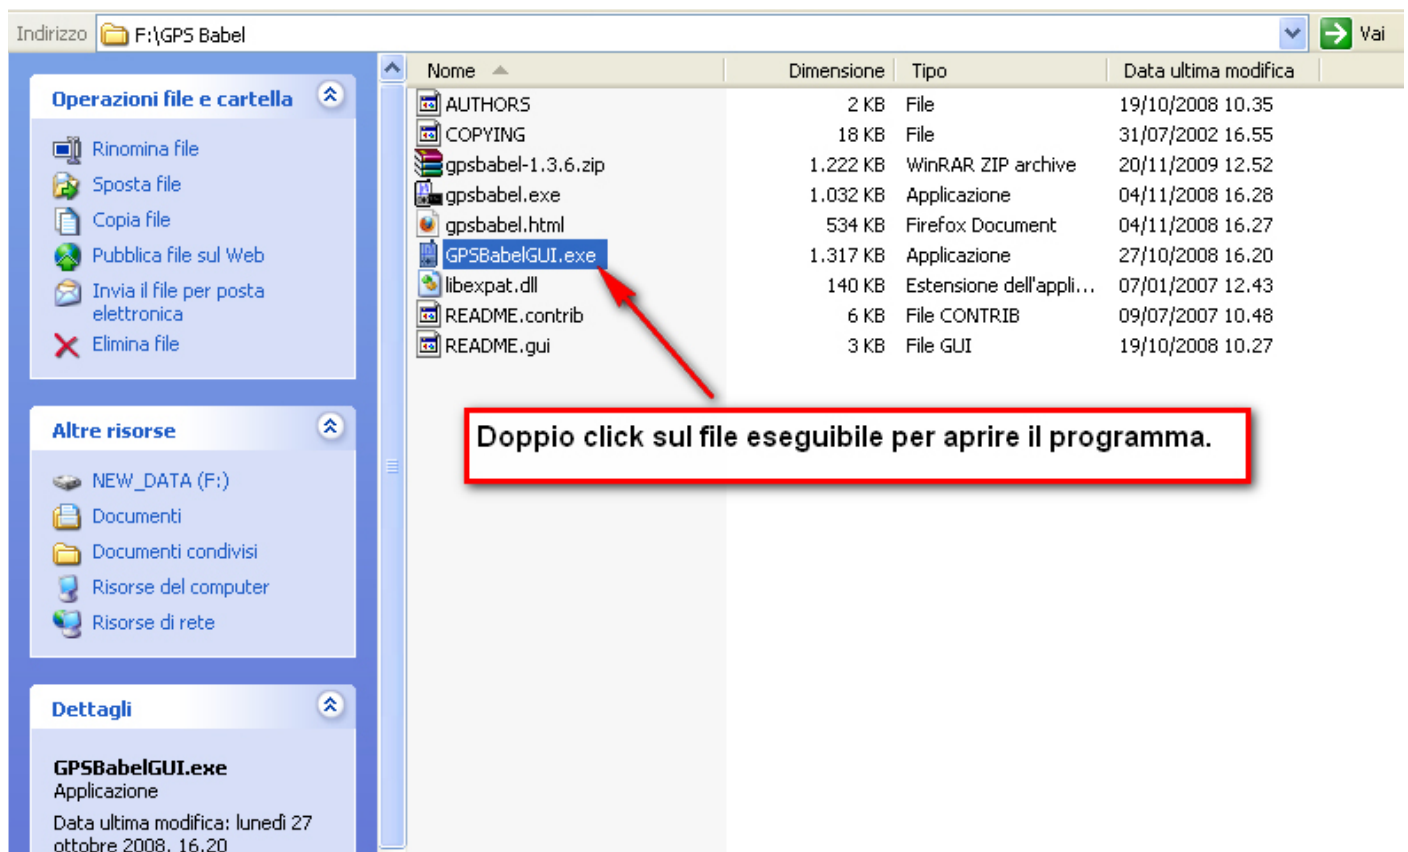 Indirizzo F:\GPS Babel Vai
Operazioni file e cartella
Rinomina file
Sposta file
Copia file
Pubblica file sul Web
Invia il file per posta
elettronica
Elimina file
Altre risorse
NEW_DATA (F:)
Documenti
Documenti condivisi
Risorse del computer
Risorse di rete
Dettagli
GPSBabelGUI.exe
Applicazione
Data ultima modifica: lunedì 27
ottobre 2008, 16.20
Nome Dimensione Tipo Data ultima modifica
AUTHORS 2 KB File 19/10/2008 10.35
COPYING 18 KB File 31/07/2002 16.55
gpsbabel-1.3.6.zip 1.222 KB WinRAR ZIP archive 20/11/2009 12.52
gpsbabel.exe 1.032 KB Applicazione 04/11/2008 16.28
gpsbabel.html 534 KB Firefox Document 04/11/2008 16.27
GPSBabelGUI.exe 1.317 KB Applicazione 27/10/2008 16.20
libexpat.dll 140 KB Estensione dell'appli... 07/01/2007 12.43
README.contrib 6 KB File CONTRIB 09/07/2007 10.48
README.gui 3 KB File GUI 19/10/2008 10.27
Doppio click sul file eseguibile per aprire il programma.